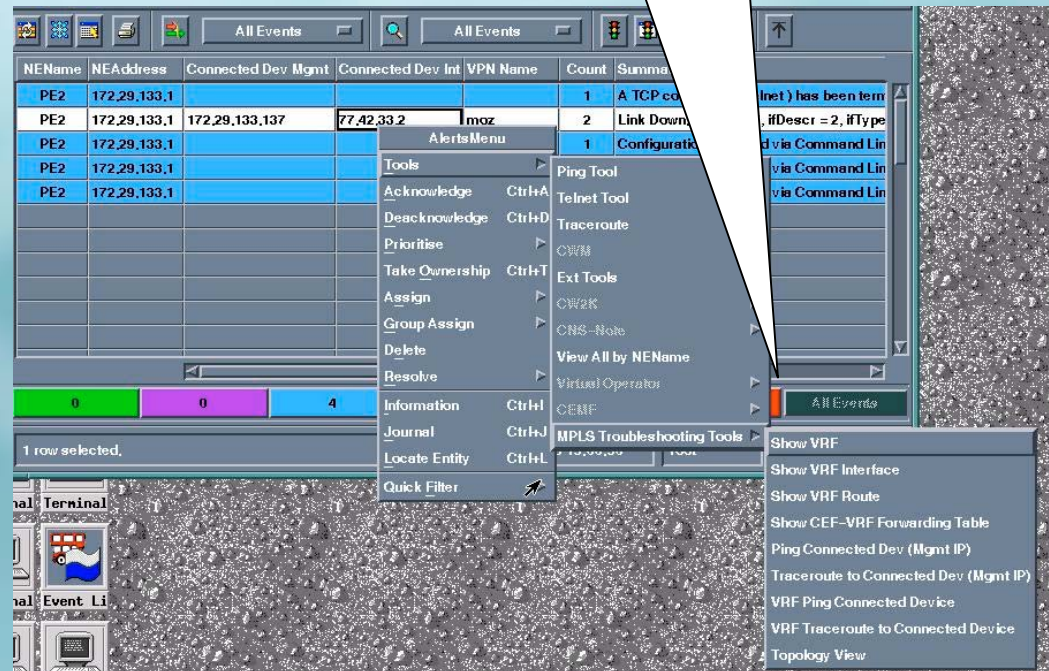 All Events All Events
NEName NEAddress Connected Dev Mgmt Connected Dev Int VPN Name Count Summa
PE2 172,29,133,1 1 A TCP co lnet ) has been term
PE2 172,29,133,1 172,29,133,137 77,42,33,2 moz 2 Link Down, , ifDescr = 2, ifType
PE2 172,29,133,1 1 Configuratio d via Command Lin
PE2 172,29,133,1 via Command Lin
PE2 172,29,133,1 via Command Lin
AlertsMenu
Tools
Acknowledge Ctrl+A
Deacknowledge Ctrl+D
Prioritise
Take Ownership Ctrl+T
Assign
Group Assign
Delete
Resolve
Information Ctrl+I
Journal Ctrl+J
Locate Entity Ctrl+L
Quick Filter
Ping Tool
Telnet Tool
Traceroute
CWM
Ext Tools
CW2K
CNS-Note
View All by NEName
Virtual Operator
CEMF
MPLS Troubleshooting Tools
Show VRF
Show VRF Interface
Show VRF Route
Show CEF-VRF Forwarding Table
Ping Connected Dev (Mgmt IP)
Traceroute to Connected Dev (Mgmt IP)
VRF Ping Connected Device
VRF Traceroute to Connected Device
Topology View
0 0 4 All Events
1 row selected,
nal Terminal
nal Event Li